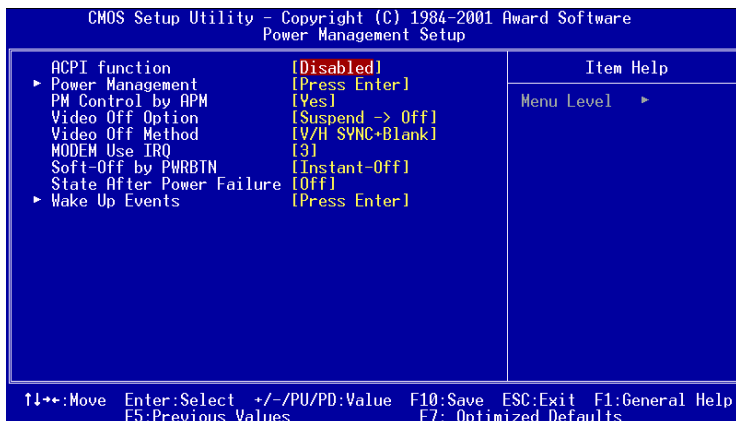 CMOS Setup Utility – Copyright (C) 1984-2001 Award Software
Power Management Setup
ACPI function [Disabled]
► Power Management [Press Enter]
PM Control by APM [Yes]
Video Off Option [Suspend -> Off]
Video Off Method [V/H SYNC+Blank]
MODEM Use IRQ [3]
Soft-Off by PWRBTN [Instant-Off]
State After Power Failure [Off]
► Wake Up Events [Press Enter]
Item Help
Menu Level ►
↑↓→←:Move Enter:Select +/-/PU/PD:Value F10:Save ESC:Exit F1:General Help
F5:Previous Values F7: Optimized Defaults